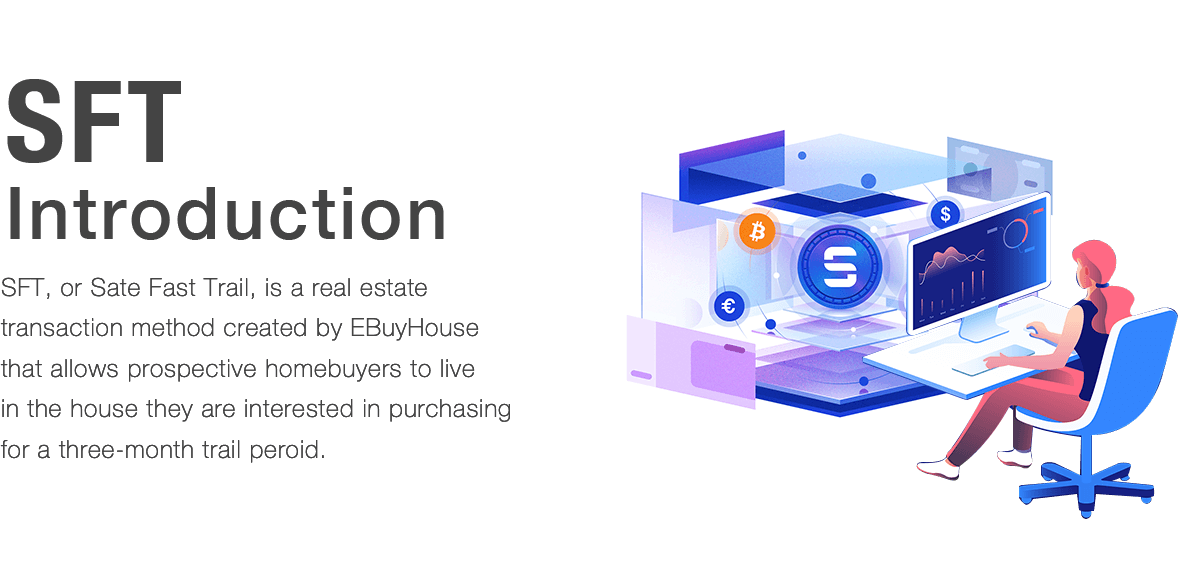 SFT
Introduction
SFT, or Sate Fast Trail, is a real estate
transaction method created by EBuyHouse
that allows prospective homebuyers to live
in the house they are interested in purchasing
for a three-month trail peroid.